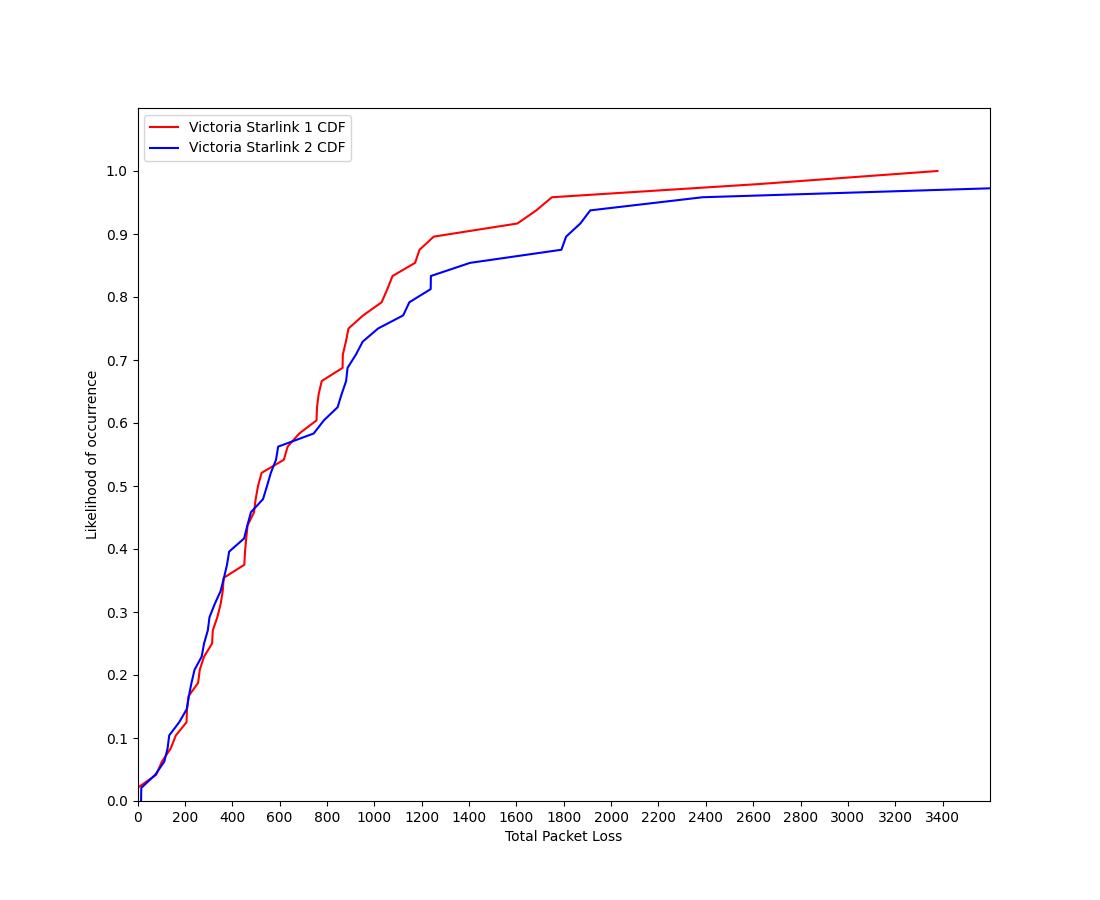 Victoria Starlink 1 CDF
Victoria Starlink 2 CDF
1.0
0.9
0.8
0.7
0.6
0.5
0.4
0.3
0.2
0.1
0.0
Likelihood of occurrence
0 200 400 600 800 1000 1200 1400 1600 1800 2000 2200 2400 2600 2800 3000 3200 3400
Total Packet Loss